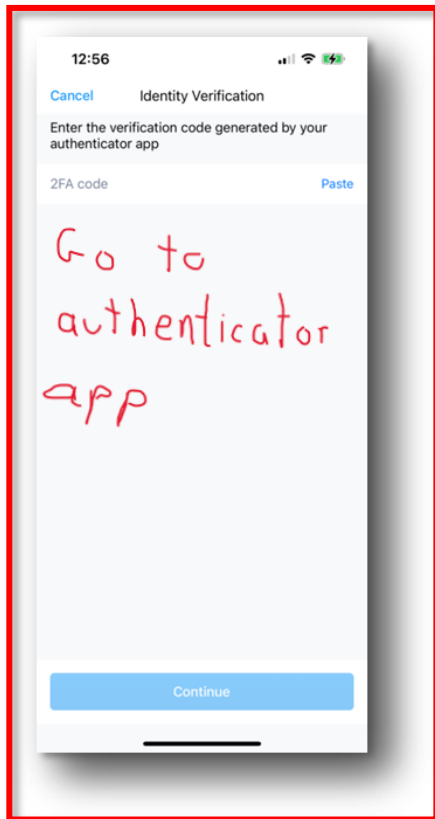 12:56
Cancel Identity Verification
Enter the verification code generated by your
authenticator app
2FA code Paste
Go to
authenticator
app
Continue